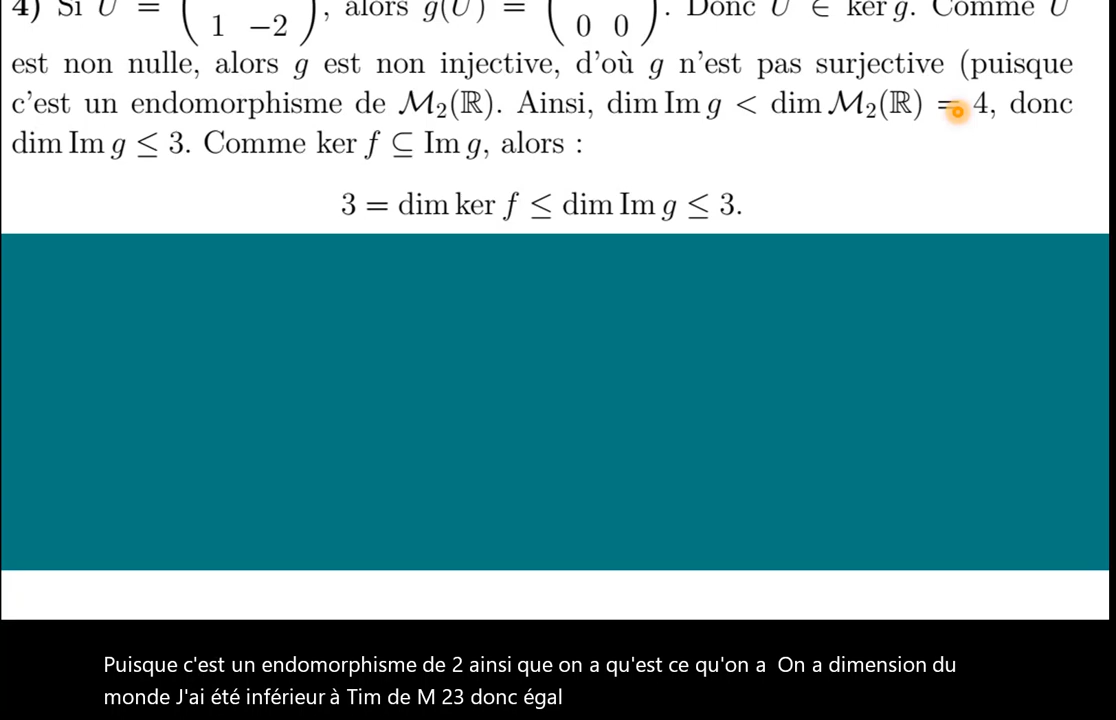 4) Si U = ( 1 −2 ), alors g(U) = ( 0 0 ). Donc U ∈ ker g. Comme U
est non nulle, alors g est non injective, d'où g n'est pas surjective (puisque
c'est un endomorphisme de ℳ₂(ℝ). Ainsi, dim Im g < dim ℳ₂(ℝ) = 4, donc
dim Im g ≤ 3. Comme ker f ⊆ Im g, alors :
3 = dim ker f ≤ dim Im g ≤ 3.
Puisque c'est un endomorphisme de 2 ainsi que on a qu'est ce qu'on a On a dimension du
monde J'ai été inférieur à Tim de M 23 donc égal